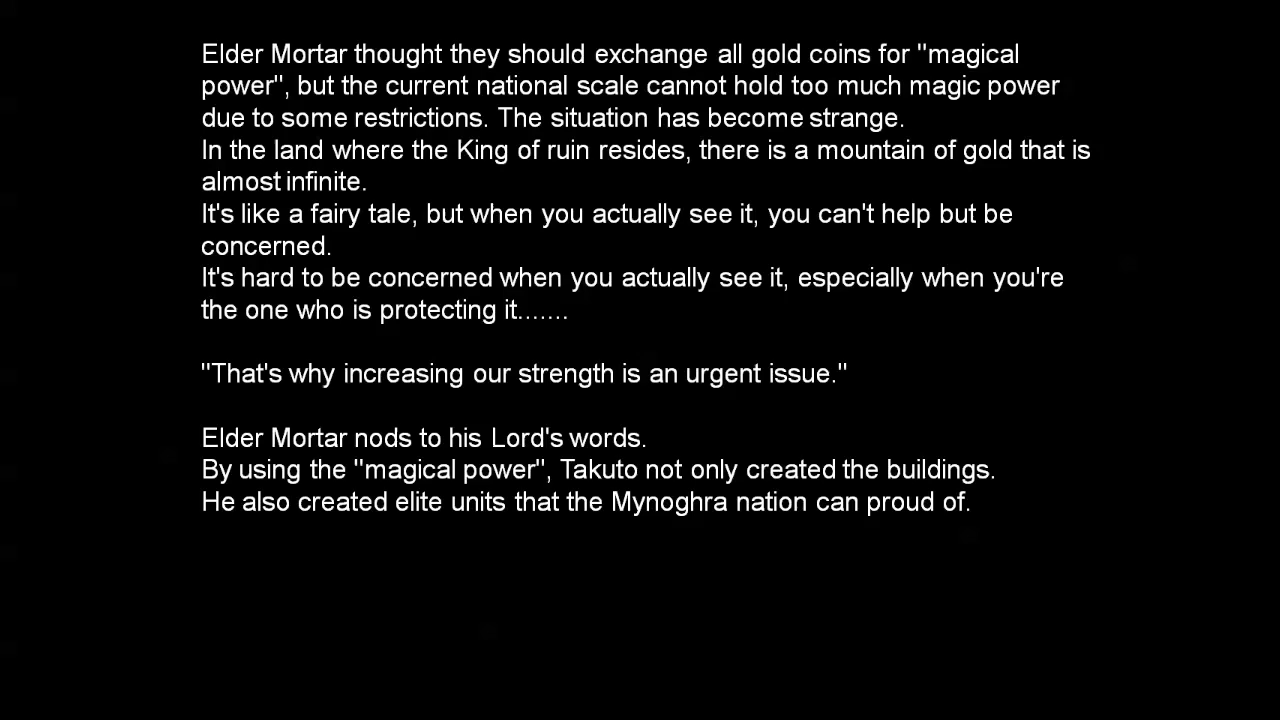 Elder Mortar thought they should exchange all gold coins for "magical
power", but the current national scale cannot hold too much magic power
due to some restrictions. The situation has become strange.
In the land where the King of ruin resides, there is a mountain of gold that is
almost infinite.
It's like a fairy tale, but when you actually see it, you can't help but be
concerned.
It's hard to be concerned when you actually see it, especially when you're
the one who is protecting it.......
"That's why increasing our strength is an urgent issue."
Elder Mortar nods to his Lord's words.
By using the "magical power", Takuto not only created the buildings.
He also created elite units that the Mynoghra nation can proud of.